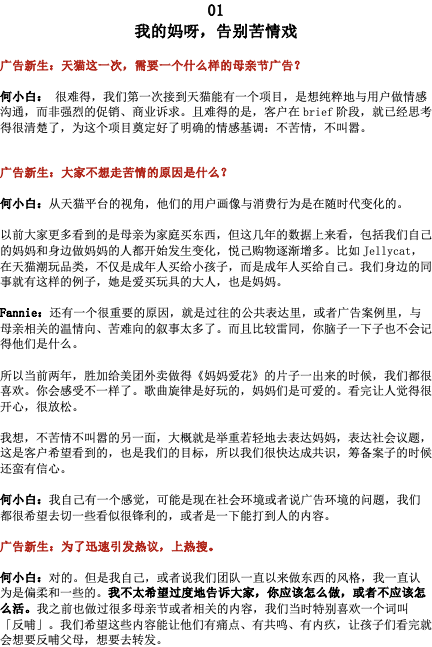 01
我的妈呀，告别苦情戏
广告新生：天猫这一次，需要一个什么样的母亲节广告？
何小白： 很难得，我们第一次接到天猫能有一个项目，是想纯粹地与用户做情感
沟通，而非强烈的促销、商业诉求。且难得的是，客户在brief阶段，就已经思考
得很清楚了，为这个项目奠定好了明确的情感基调：不苦情，不叫嚣。
广告新生：大家不想走苦情的原因是什么？
何小白：从天猫平台的视角，他们的用户画像与消费行为是在随时代变化的。
以前大家更多看到的是母亲为家庭买东西，但这几年的数据上来看，包括我们自己
的妈妈和身边做妈妈的人都开始发生变化，悦己购物逐渐增多。比如Jellycat，
在天猫潮玩品类，不仅是成年人买给小孩子，而是成年人买给自己。我们身边的同
事就有这样的例子，她是爱买玩具的大人，也是妈妈。
Fannie：还有一个很重要的原因，就是过往的公共表达里，或者广告案例里，与
母亲相关的温情向、苦难向的叙事太多了。而且比较雷同，你脑子一下子也不会记
得他们是什么。
所以当前两年，胜加给美团外卖做得《妈妈爱花》的片子一出来的时候，我们都很
喜欢。你会感受不一样了。歌曲旋律是好玩的，妈妈们是可爱的。看完让人觉得很
开心，很放松。
我想，不苦情不叫嚣的另一面，大概就是举重若轻地去表达妈妈，表达社会议题，
这是客户希望看到的，也是我们的目标，所以我们很快达成共识，筹备案子的时候
还蛮有信心。
何小白：我自己有一个感觉，可能是现在社会环境或者说广告环境的问题，我们
都很希望去切一些看似很锋利的，或者是一下能打到人的内容。
广告新生：为了迅速引发热议，上热搜。
何小白：对的。但是我自己，或者说我们团队一直以来做东西的风格，我一直认
为是偏柔和一些的。我不太希望过度地告诉大家，你应该怎么做，或者不应该怎
么活。我之前也做过很多母亲节或者相关的内容，我们当时特别喜欢一个词叫
「反哺」。我们希望这些内容能让他们有痛点、有共鸣、有内疚，让孩子们看完就
会想要反哺父母，想要去转发。